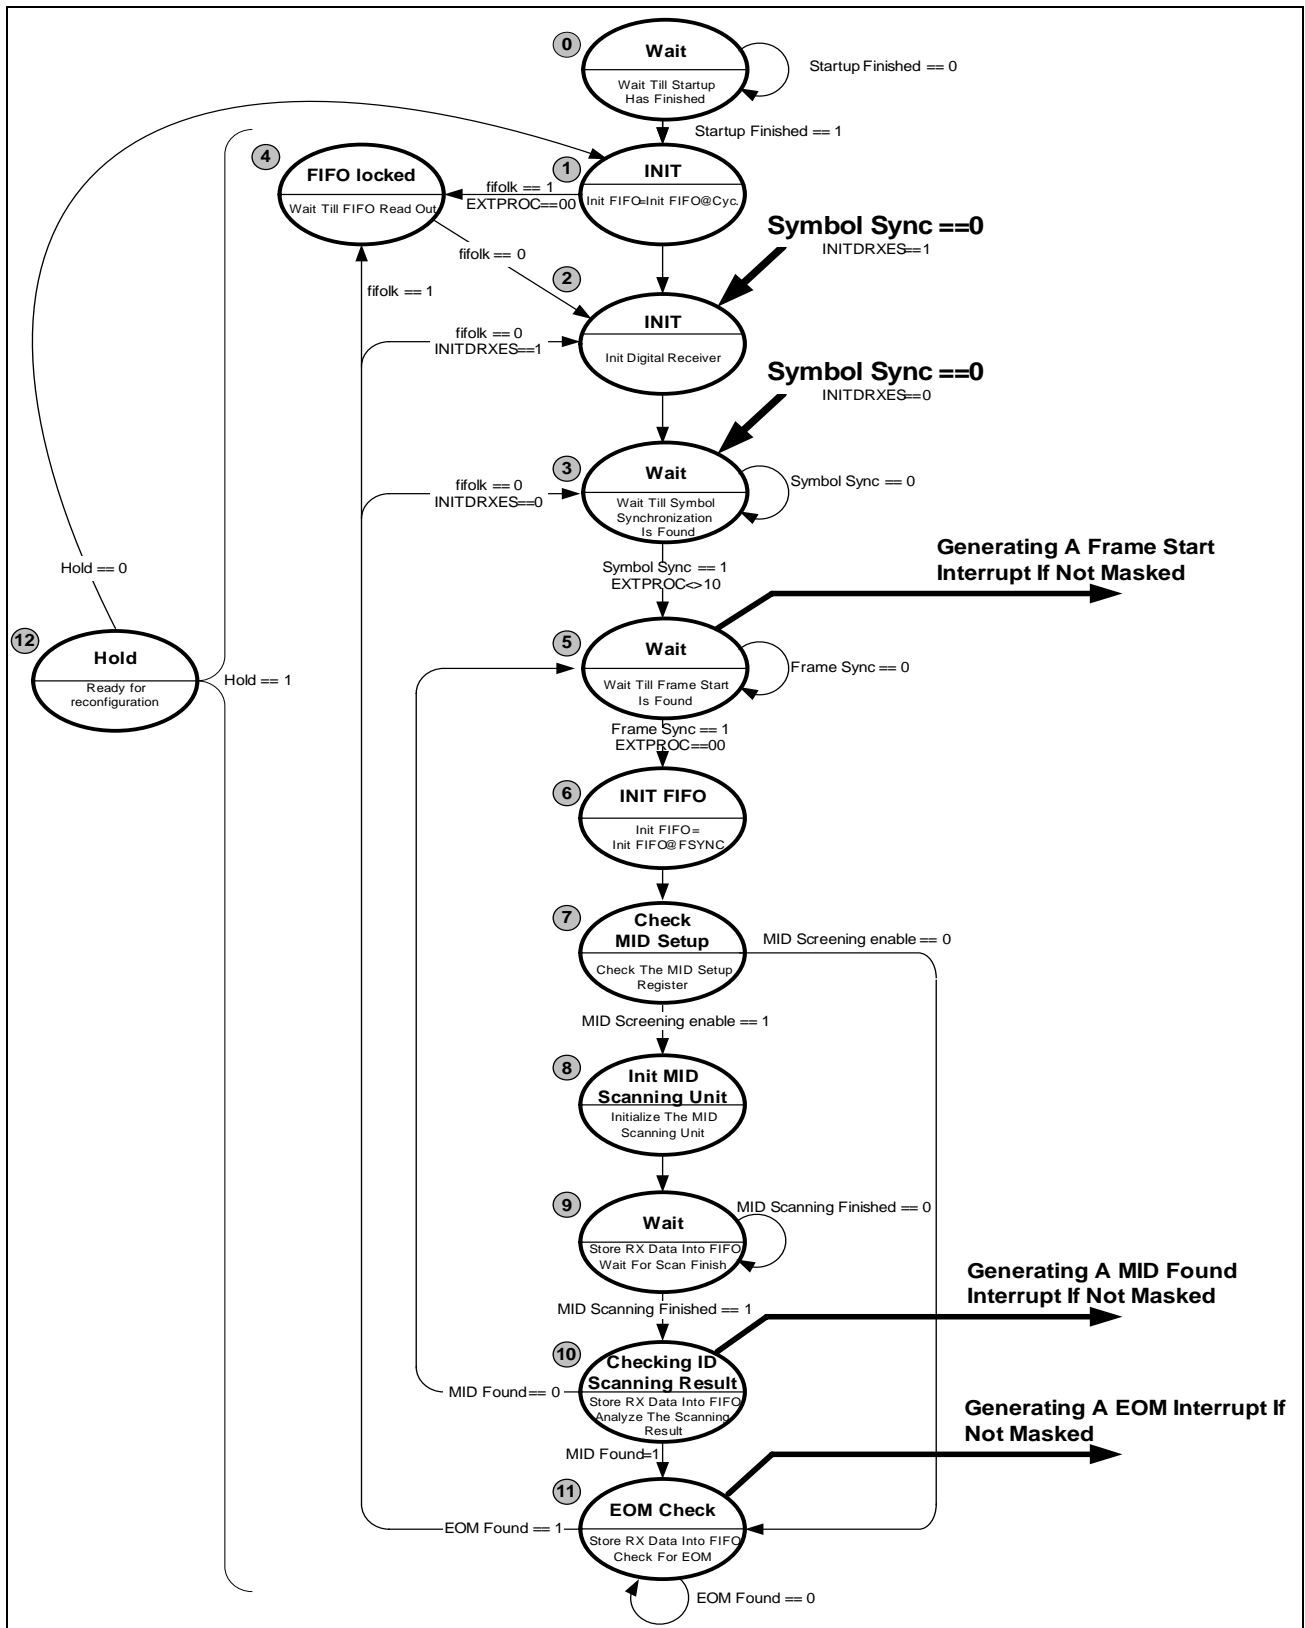 0
Wait
Wait Till Startup
Has Finished
Startup Finished == 0
Startup Finished == 1
4
FIFO locked
Wait Till FIFO Read Out
fifolk == 1
EXTPROC==00
1
INIT
Init FIFO=Init FIFO@Cyc.
Symbol Sync ==0
INITDRXES==1
fifolk == 0
2
INIT
Init Digital Receiver
fifolk == 1
fifolk == 0
INITDRXES==1
Symbol Sync ==0
INITDRXES==0
3
Wait
Wait Till Symbol
Synchronization
Is Found
Symbol Sync == 0
fifolk == 0
INITDRXES==0
Symbol Sync == 1
EXTPROC<>10
Generating A Frame Start
Interrupt If Not Masked
Hold == 0
12
Hold
Ready for
reconfiguration
Hold == 1
5
Wait
Wait Till Frame Start
Is Found
Frame Sync == 0
Frame Sync == 1
EXTPROC==00
6
INIT FIFO
Init FIFO=
Init FIFO@FSYNC
7
Check
MID Setup
Check The MID Setup
Register
MID Screening enable == 0
MID Screening enable == 1
8
Init MID
Scanning Unit
Initialize The MID
Scanning Unit
9
Wait
Store RX Data Into FIFO
Wait For Scan Finish
MID Scanning Finished == 0
MID Scanning Finished == 1
Generating A MID Found
Interrupt If Not Masked
10
Checking ID
Scanning Result
Store RX Data Into FIFO
Analyze The Scanning
Result
MID Found== 0
MID Found=1
Generating A EOM Interrupt If
Not Masked
11
EOM Check
Store RX Data Into FIFO
Check For EOM
EOM Found == 1
EOM Found == 0